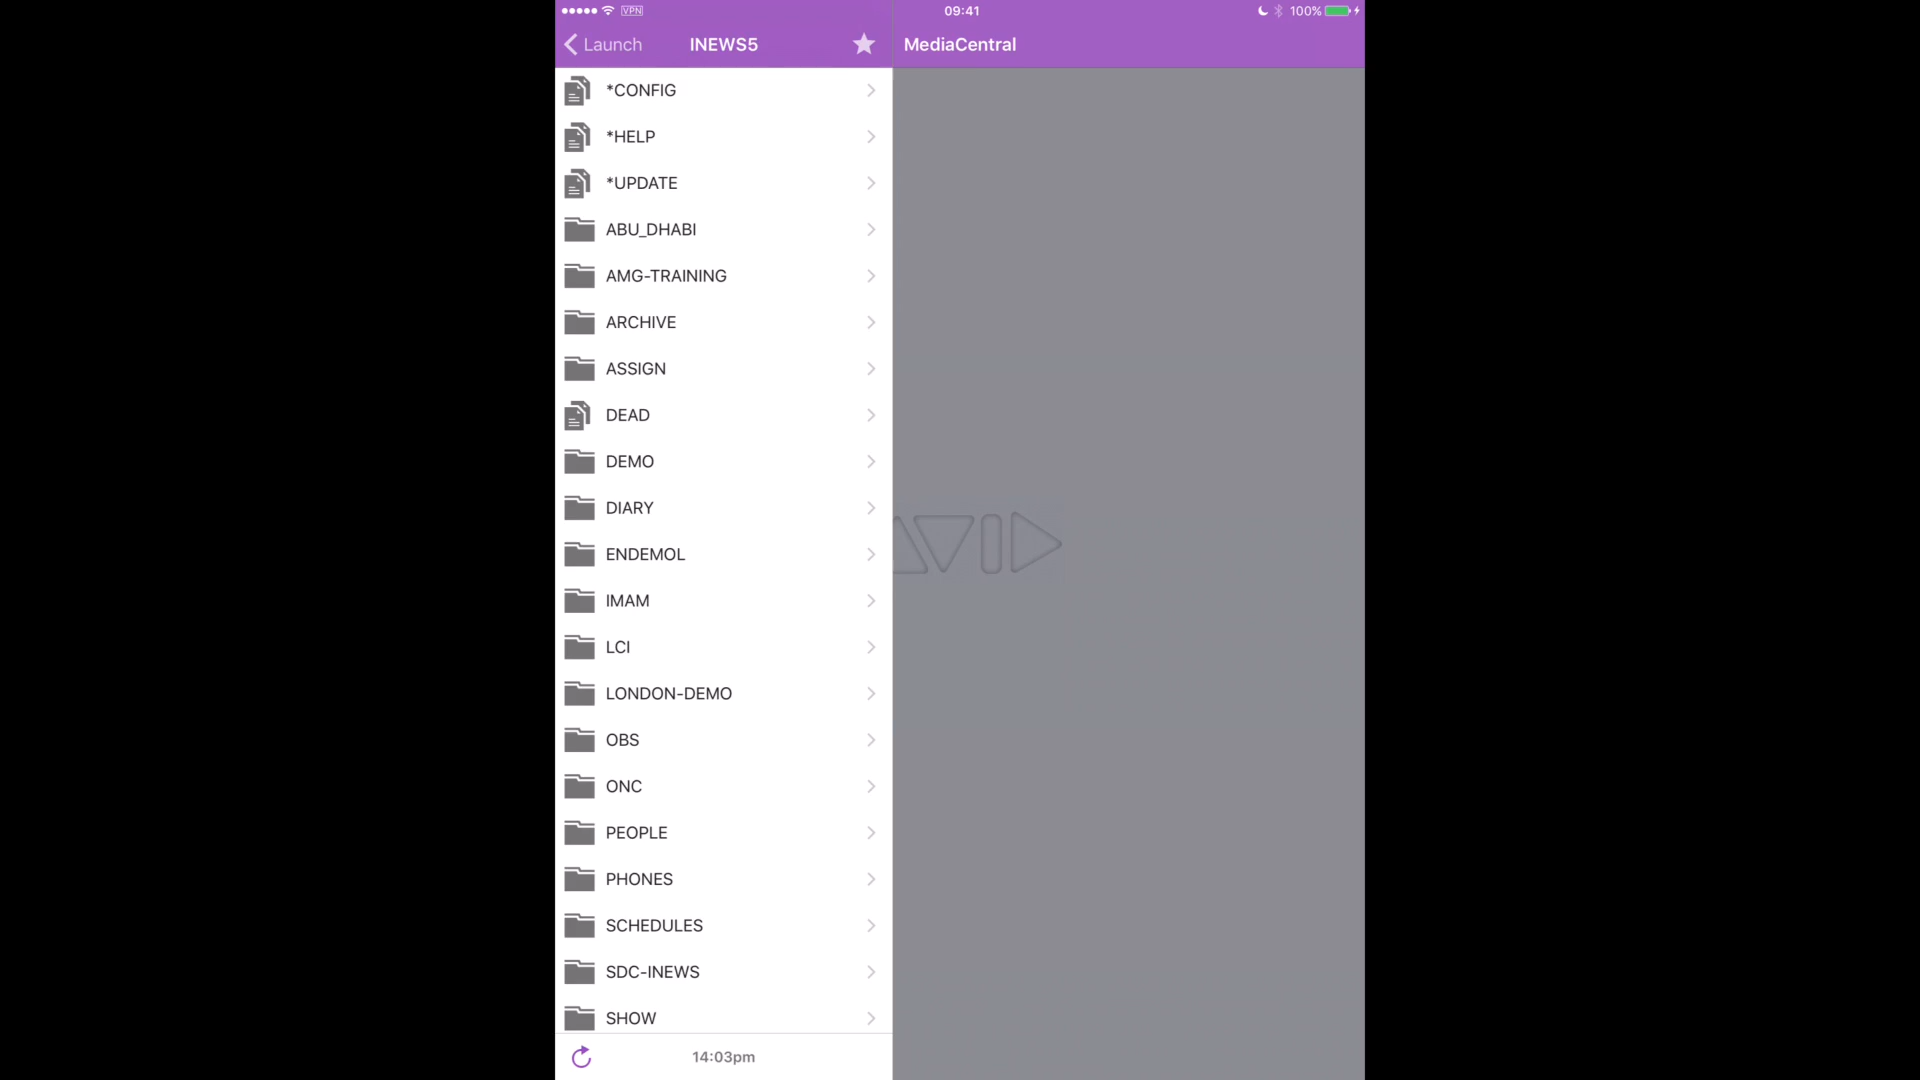 VPN
09:41
100%
Launch
INEWS5
MediaCentral
*CONFIG
*HELP
*UPDATE
ABU_DHABI
AMG-TRAINING
ARCHIVE
ASSIGN
DEAD
DEMO
DIARY
ENDEMOL
IMAM
LCI
LONDON-DEMO
OBS
ONC
PEOPLE
PHONES
SCHEDULES
SDC-INEWS
SHOW
14:03pm